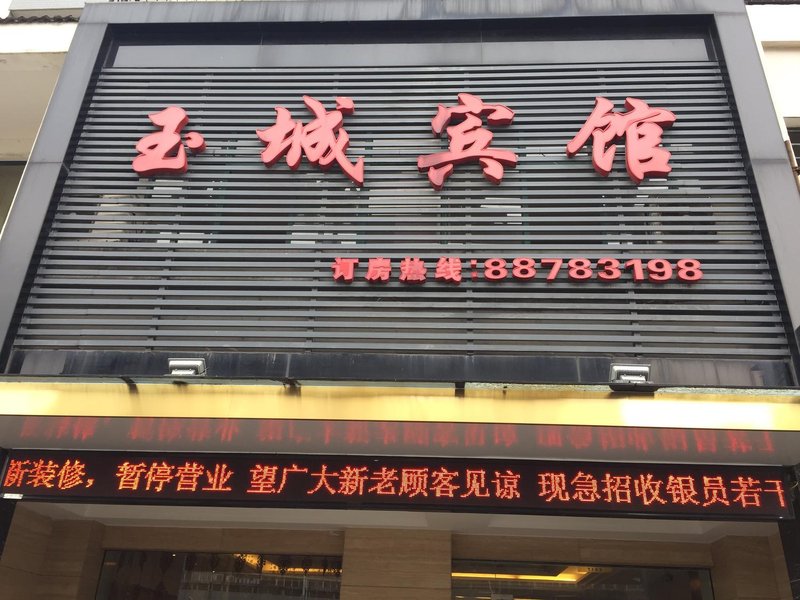 玉城宾馆
订房热线:88783198
新装修，暂停营业 望广大新老顾客见谅 现急招收银员若干